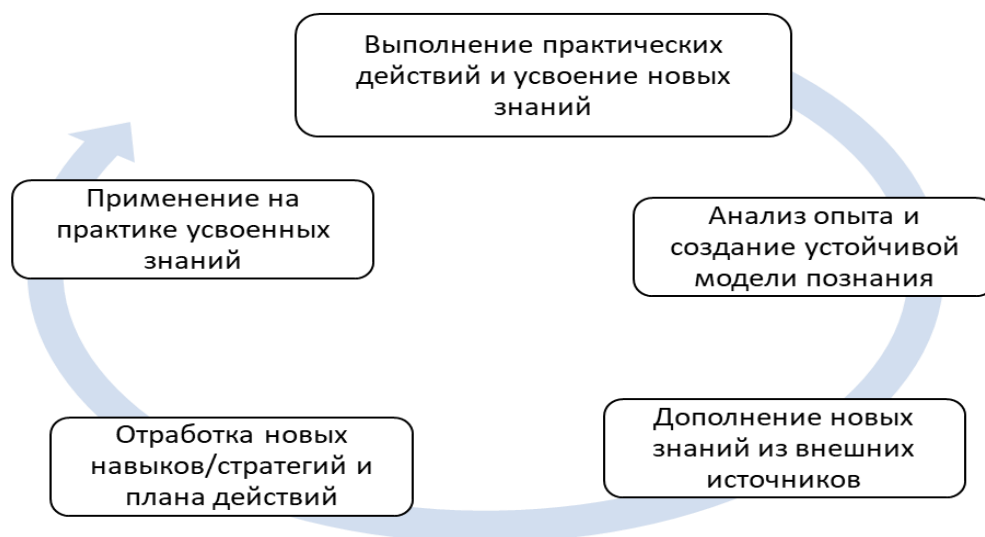 Выполнение практических
действий и усвоение новых
знаний
Анализ опыта и
создание устойчивой
модели познания
Дополнение новых
знаний из внешних
источников
Отработка новых
навыков/стратегий и
плана действий
Применение на
практике усвоенных
знаний